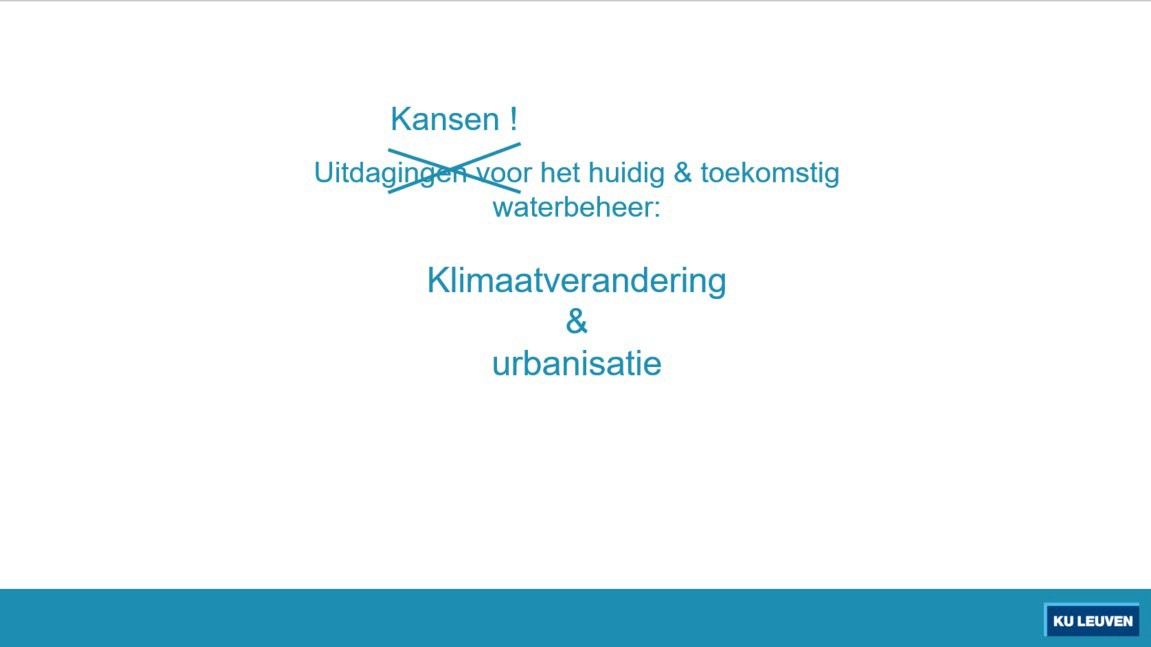 Kansen !
Uitdagingen voor het huidig & toekomstig
waterbeheer:
Klimaatverandering
&
urbanisatie
KU LEUVEN